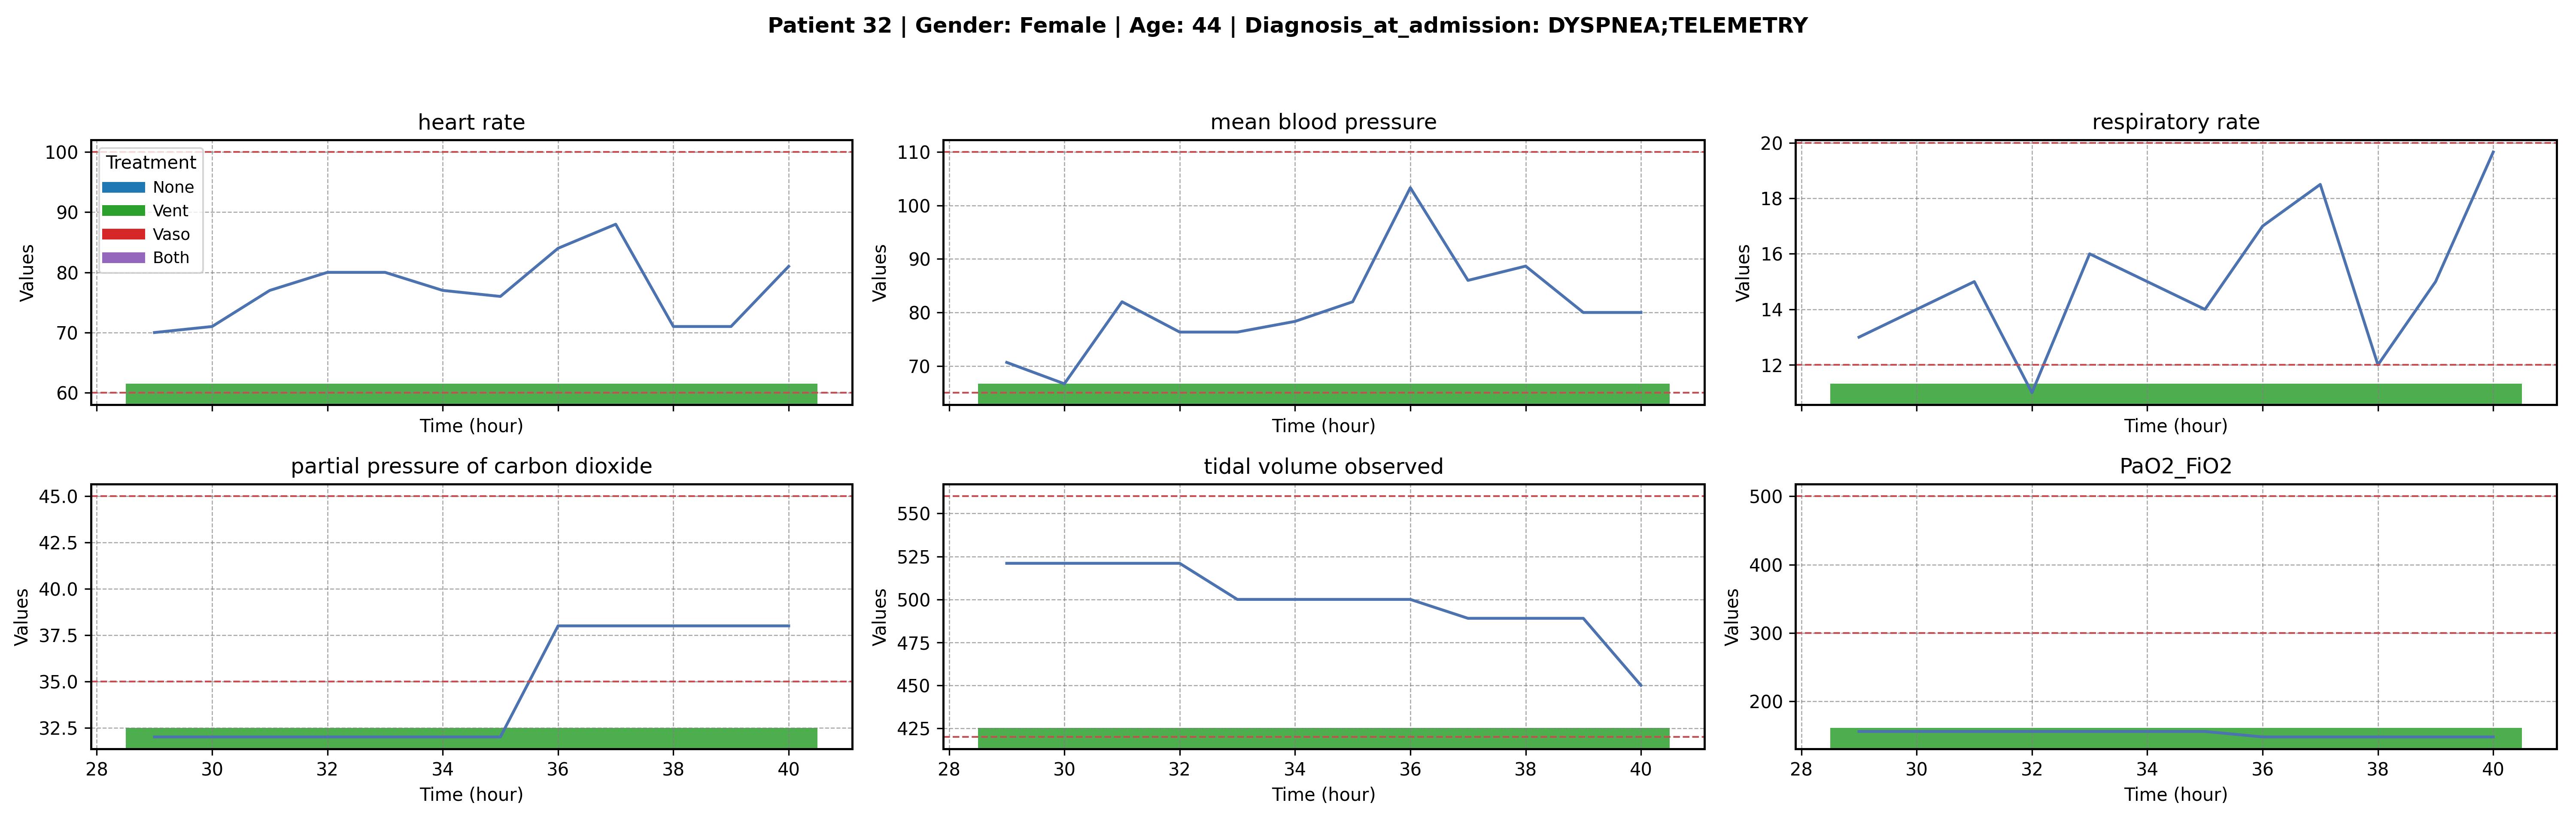 Patient 32 | Gender: Female | Age: 44 | Diagnosis_at_admission: DYSPNEA;TELEMETRY
heart rate
100
90
80
70
60
Values
Treatment
None
Vent
Vaso
Both
Time (hour)
mean blood pressure
110
100
90
80
70
Values
Time (hour)
respiratory rate
20
18
16
14
12
Values
Time (hour)
partial pressure of carbon dioxide
45.0
42.5
40.0
37.5
35.0
32.5
Values
28 30 32 34 36 38 40
Time (hour)
tidal volume observed
550
525
500
475
450
425
Values
28 30 32 34 36 38 40
Time (hour)
PaO2_FiO2
500
400
300
200
Values
28 30 32 34 36 38 40
Time (hour)